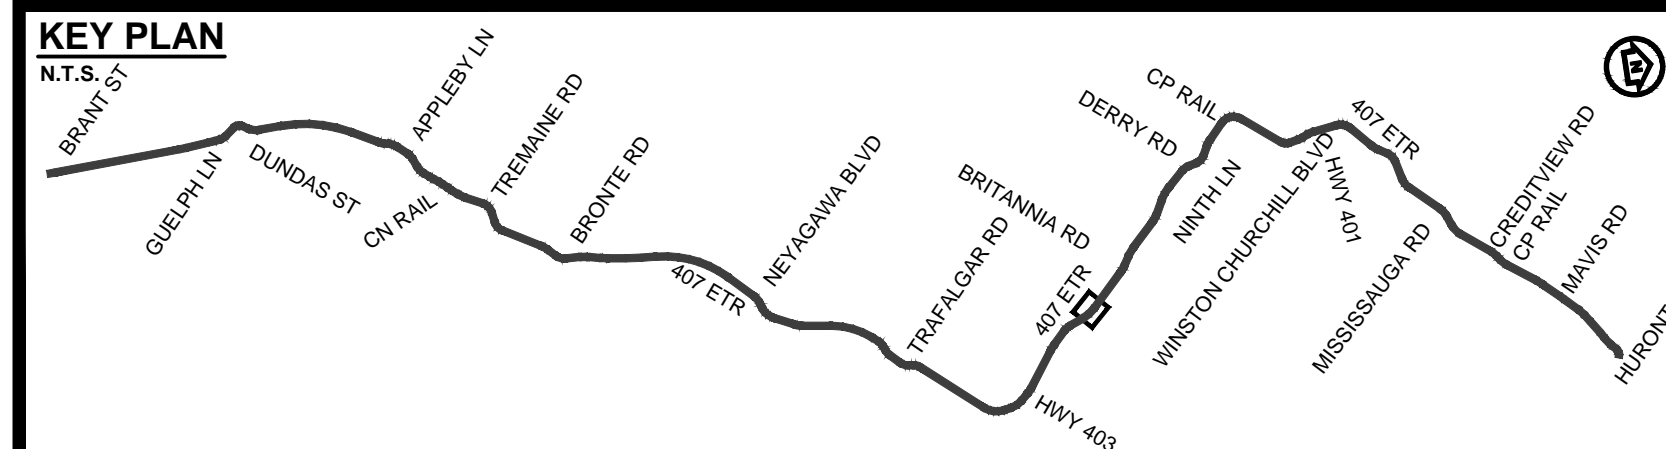 KEY PLAN
N.T.S.
BRANT ST
GUELPH LN
DUNDAS ST
CN RAIL
APPLEBY LN
TREMAINE RD
BRONTE RD
407 ETR
NEYAGAWA BLVD
TRAFALGAR RD
HWY 403
407 ETR
BRITANNIA RD
DERRY RD
CP RAIL
NINTH LN
WINSTON CHURCHILL BLVD
HWY 401
407 ETR
MISSISSAUGA RD
CREDITVIEW RD
CP RAIL
MAVIS RD
HURONT
N